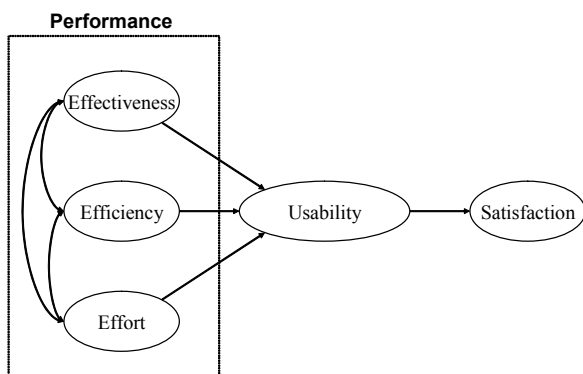 Performance
Effectiveness
Efficiency
Usability
Satisfaction
Effort